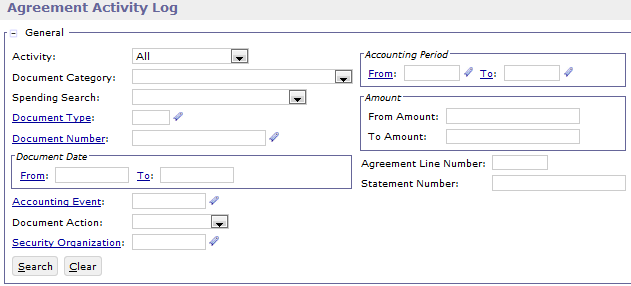 Agreement Activity Log
General
Activity: All
Document Category:
Spending Search:
Document Type:
Document Number:
Document Date
From: To:
Accounting Event:
Document Action:
Security Organization:
Search Clear
Accounting Period
From: To:
Amount
From Amount:
To Amount:
Agreement Line Number:
Statement Number: